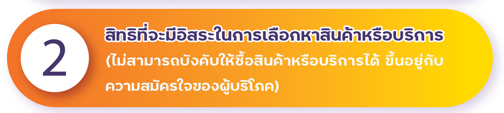 2
สิทธิที่จะมีอิสระในการเลือกหาสินค้าหรือบริการ
(ไม่สามารถบังคับให้ซื้อสินค้าหรือบริการได้ ขึ้นอยู่กับ
ความสมัครใจของผู้บริโภค)